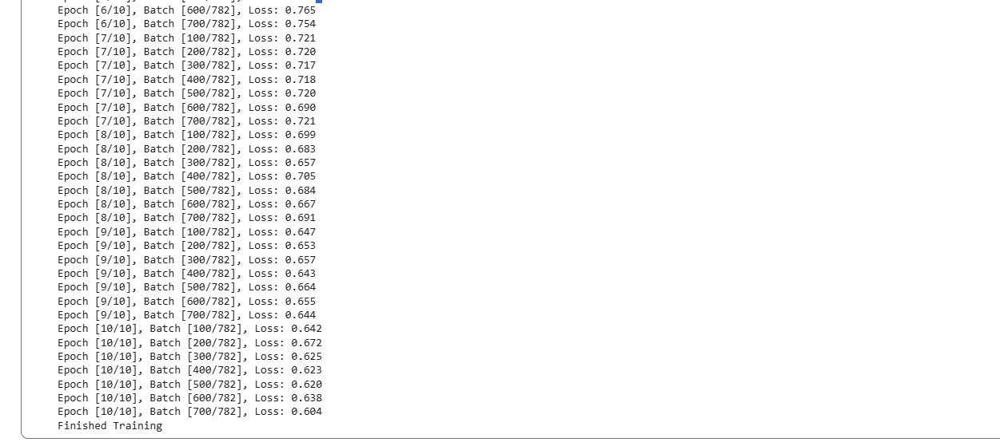 Epoch [6/10], Batch [600/782], Loss: 0.765
Epoch [6/10], Batch [700/782], Loss: 0.754
Epoch [7/10], Batch [100/782], Loss: 0.721
Epoch [7/10], Batch [200/782], Loss: 0.720
Epoch [7/10], Batch [300/782], Loss: 0.717
Epoch [7/10], Batch [400/782], Loss: 0.718
Epoch [7/10], Batch [500/782], Loss: 0.720
Epoch [7/10], Batch [600/782], Loss: 0.690
Epoch [7/10], Batch [700/782], Loss: 0.721
Epoch [8/10], Batch [100/782], Loss: 0.699
Epoch [8/10], Batch [200/782], Loss: 0.683
Epoch [8/10], Batch [300/782], Loss: 0.657
Epoch [8/10], Batch [400/782], Loss: 0.705
Epoch [8/10], Batch [500/782], Loss: 0.684
Epoch [8/10], Batch [600/782], Loss: 0.667
Epoch [8/10], Batch [700/782], Loss: 0.691
Epoch [9/10], Batch [100/782], Loss: 0.647
Epoch [9/10], Batch [200/782], Loss: 0.653
Epoch [9/10], Batch [300/782], Loss: 0.657
Epoch [9/10], Batch [400/782], Loss: 0.643
Epoch [9/10], Batch [500/782], Loss: 0.664
Epoch [9/10], Batch [600/782], Loss: 0.655
Epoch [9/10], Batch [700/782], Loss: 0.644
Epoch [10/10], Batch [100/782], Loss: 0.642
Epoch [10/10], Batch [200/782], Loss: 0.672
Epoch [10/10], Batch [300/782], Loss: 0.625
Epoch [10/10], Batch [400/782], Loss: 0.623
Epoch [10/10], Batch [500/782], Loss: 0.620
Epoch [10/10], Batch [600/782], Loss: 0.638
Epoch [10/10], Batch [700/782], Loss: 0.604
Finished Training